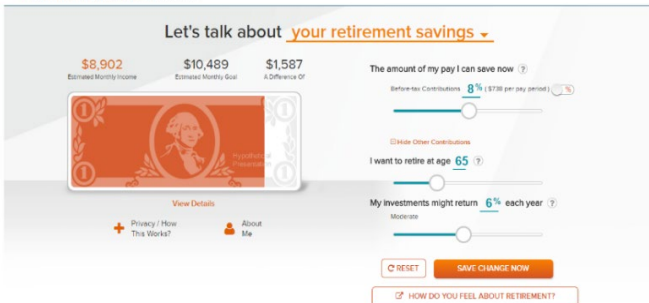 Let's talk about your retirement savings
$8,902 $10,489 $1,587
Estimated Monthly Income Estimated Monthly Goal A Difference Of
Hypothetical
Presentation
View Details
Privacy / How
This Works?
About
Me
The amount of my pay I can save now ?
Before-tax Contributions 8% ($738 per pay period) %
Hide Other Contributions
I want to retire at age 65 ?
My investments might return 6% each year ?
Moderate
RESET SAVE CHANGE NOW
HOW DO YOU FEEL ABOUT RETIREMENT?